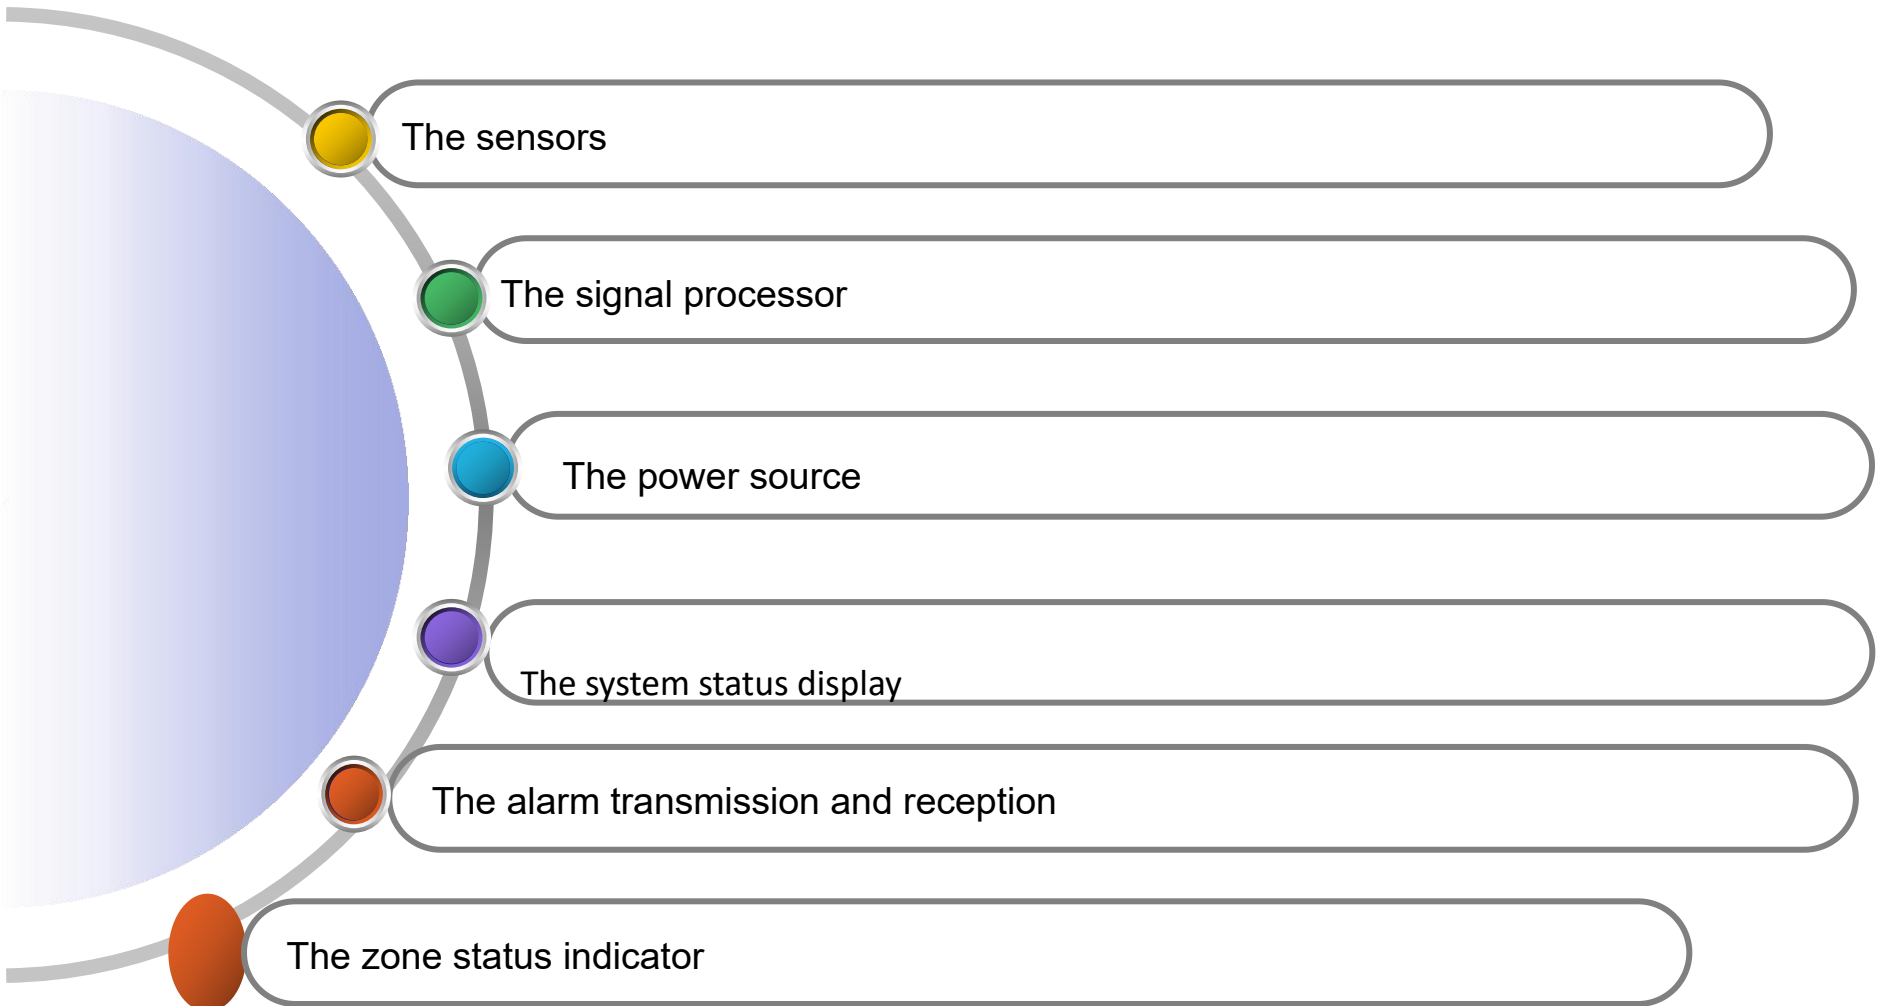 The sensors
The signal processor
The power source
The system status display
The alarm transmission and reception
The zone status indicator